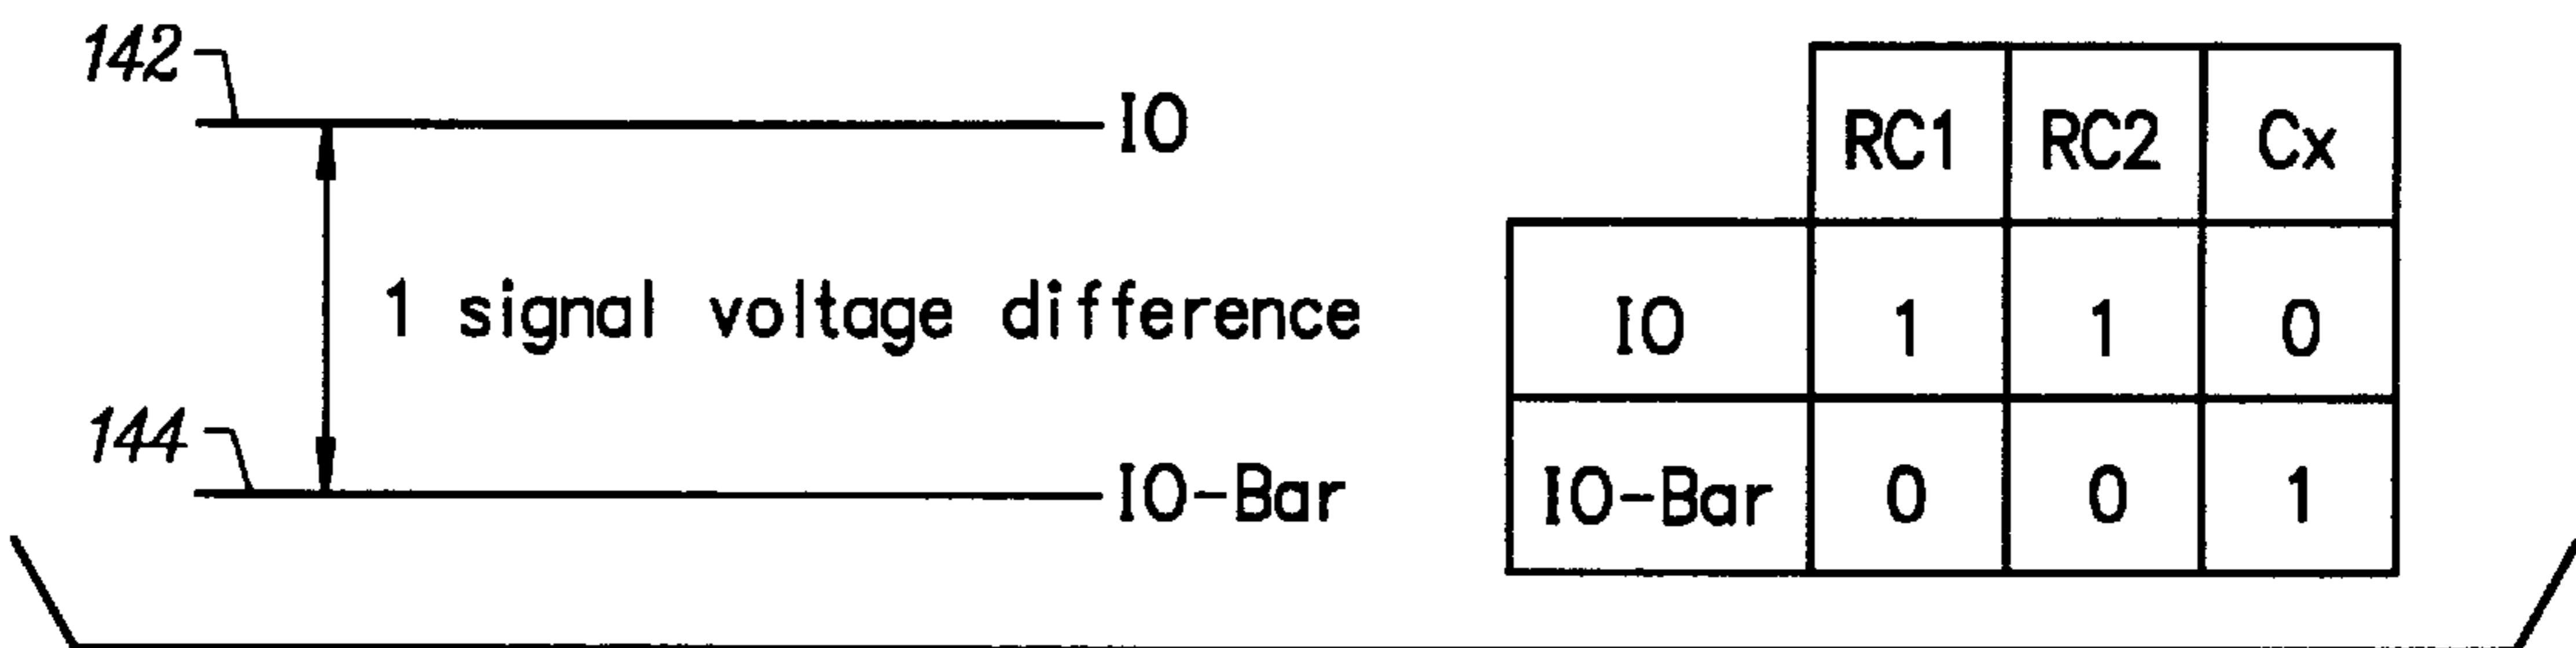 142
IO
1 signal voltage difference
144
IO-Bar
RC1 RC2 Cx
IO 1 1 0
IO-Bar 0 0 1